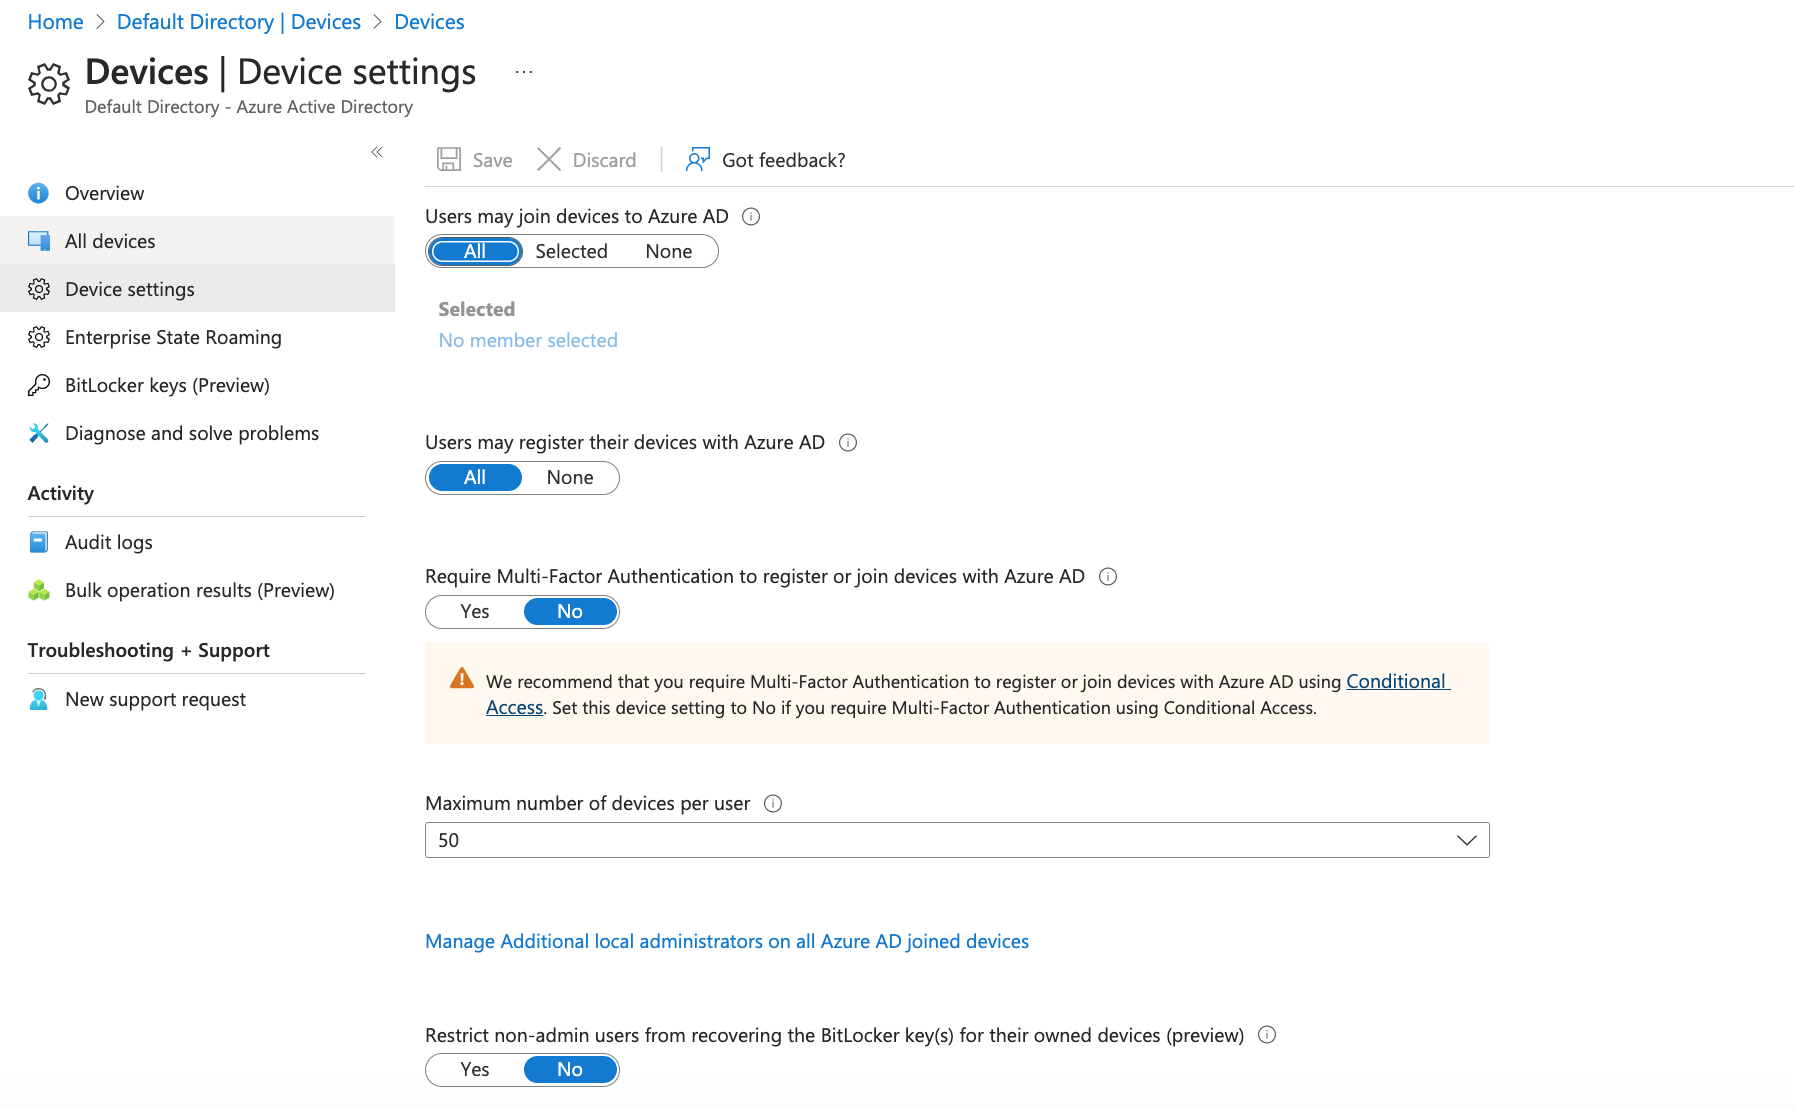 Home > Default Directory | Devices > Devices
Devices | Device settings ...
Default Directory - Azure Active Directory
«
Overview
All devices
Device settings
Enterprise State Roaming
BitLocker keys (Preview)
Diagnose and solve problems
Activity
Audit logs
Bulk operation results (Preview)
Troubleshooting + Support
New support request
Save Discard | Got feedback?
Users may join devices to Azure AD
All Selected None
Selected
No member selected
Users may register their devices with Azure AD
All None
Require Multi-Factor Authentication to register or join devices with Azure AD
Yes No
We recommend that you require Multi-Factor Authentication to register or join devices with Azure AD using Conditional
Access. Set this device setting to No if you require Multi-Factor Authentication using Conditional Access.
Maximum number of devices per user
50
Manage Additional local administrators on all Azure AD joined devices
Restrict non-admin users from recovering the BitLocker key(s) for their owned devices (preview)
Yes No